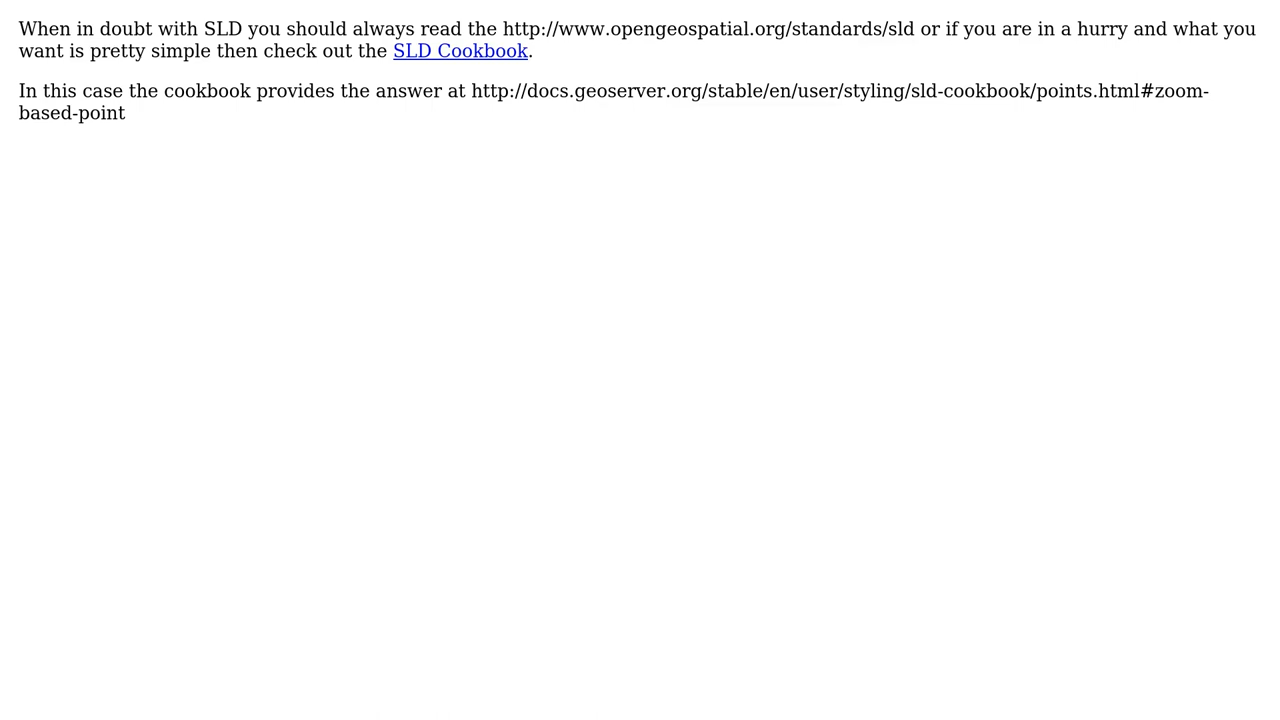 When in doubt with SLD you should always read the http://www.opengeospatial.org/standards/sld or if you are in a hurry and what you
want is pretty simple then check out the SLD Cookbook.
In this case the cookbook provides the answer at http://docs.geoserver.org/stable/en/user/styling/sld-cookbook/points.html#zoom-
based-point